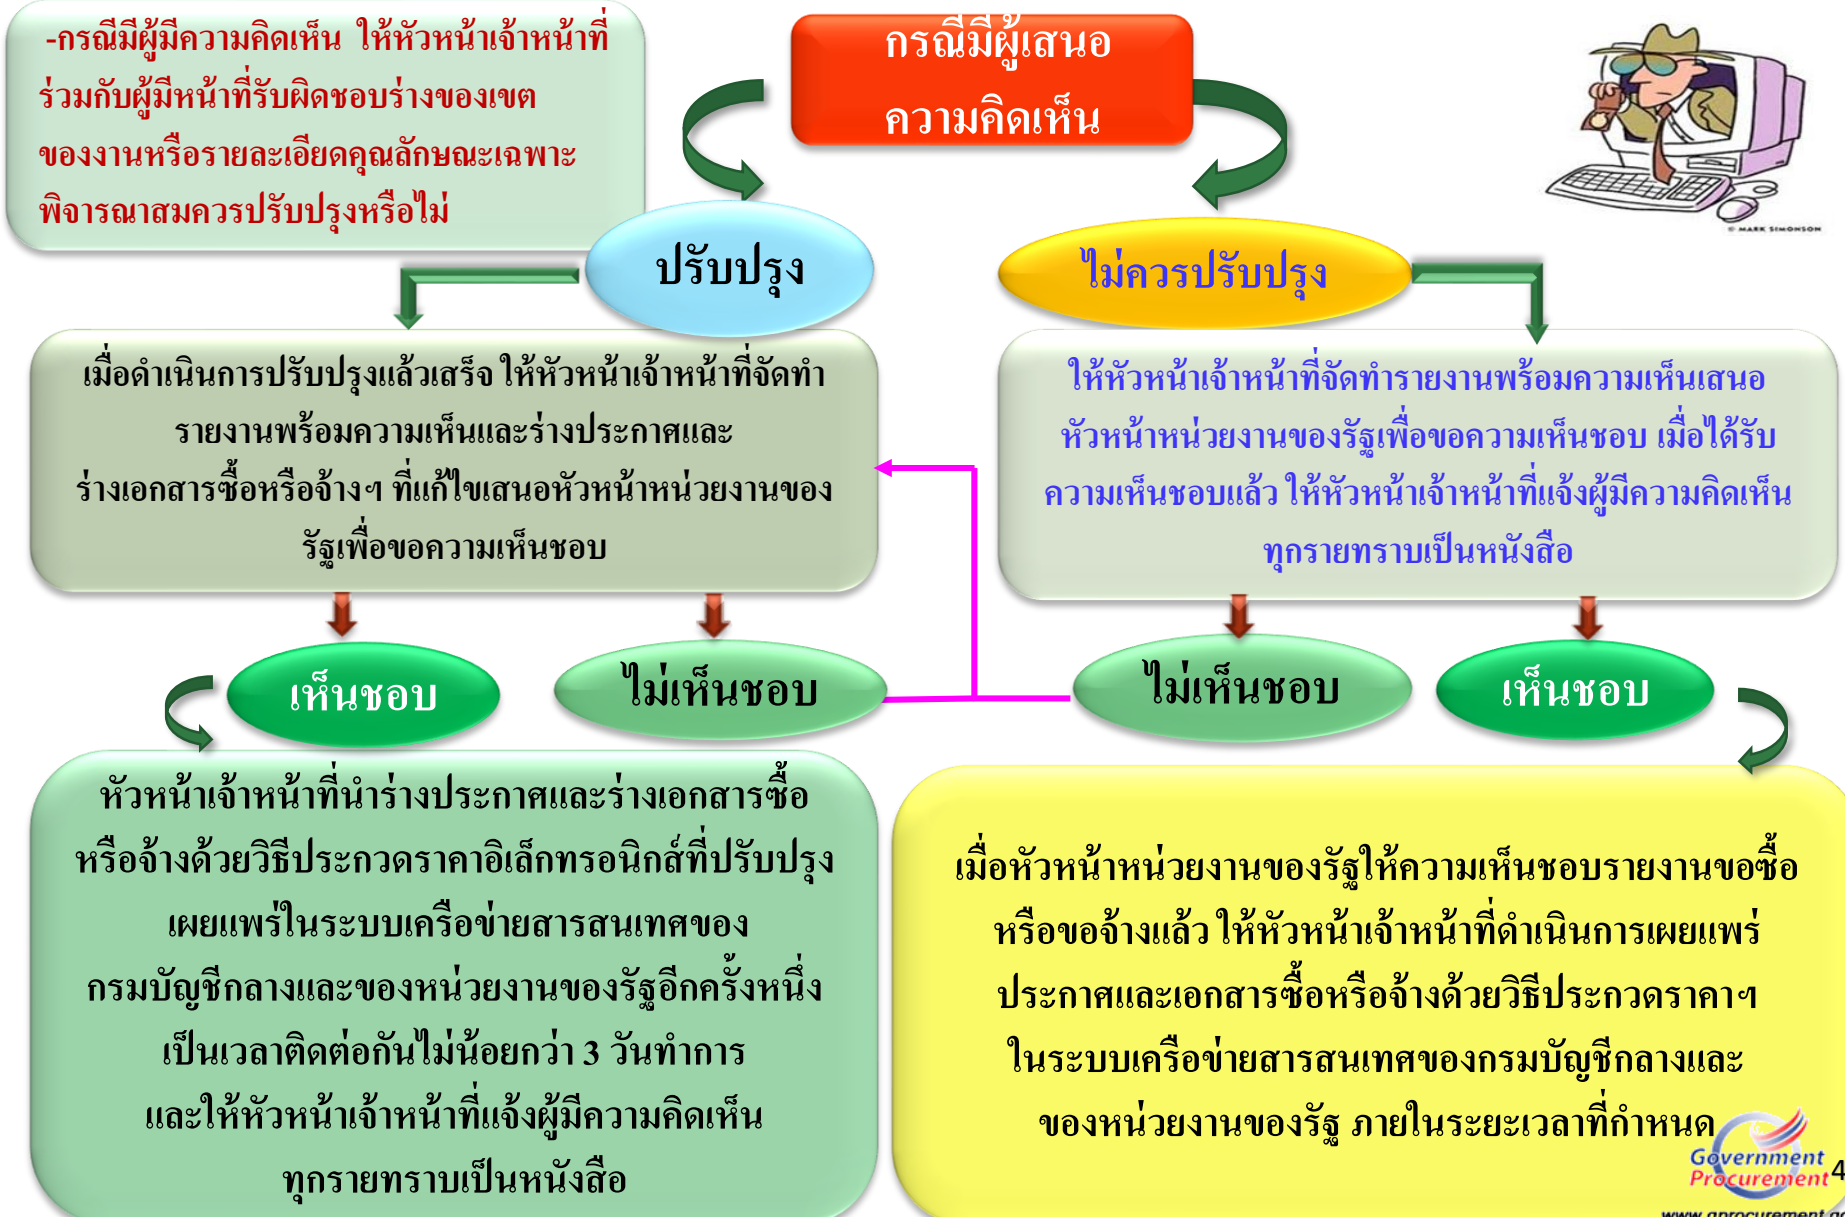 -กรณีมีผู้มีความคิดเห็น ให้หัวหน้าเจ้าหน้าที่
ร่วมกับผู้มีหน้าที่รับผิดชอบร่างของเขต
ของงานหรือรายละเอียดคุณลักษณะเฉพาะ
พิจารณาสมควรปรับปรุงหรือไม่
กรณีมีผู้เสนอ
ความคิดเห็น
© MARK SIMONSON
ปรับปรุง
ไม่ควรปรับปรุง
เมื่อดำเนินการปรับปรุงแล้วเสร็จ ให้หัวหน้าเจ้าหน้าที่จัดทำ
รายงานพร้อมความเห็นและร่างประกาศและ
ร่างเอกสารซื้อหรือจ้างฯ ที่แก้ไขเสนอหัวหน้าหน่วยงานของ
รัฐเพื่อขอความเห็นชอบ
ให้หัวหน้าเจ้าหน้าที่จัดทำรายงานพร้อมความเห็นเสนอ
หัวหน้าหน่วยงานของรัฐเพื่อขอความเห็นชอบ เมื่อได้รับ
ความเห็นชอบแล้ว ให้หัวหน้าเจ้าหน้าที่แจ้งผู้มีความคิดเห็น
ทุกรายทราบเป็นหนังสือ
เห็นชอบ
ไม่เห็นชอบ
ไม่เห็นชอบ
เห็นชอบ
หัวหน้าเจ้าหน้าที่นำร่างประกาศและร่างเอกสารซื้อ
หรือจ้างด้วยวิธีประกวดราคาอิเล็กทรอนิกส์ที่ปรับปรุง
เผยแพร่ในระบบเครือข่ายสารสนเทศของ
กรมบัญชีกลางและของหน่วยงานของรัฐอีกครั้งหนึ่ง
เป็นเวลาติดต่อกันไม่น้อยกว่า 3 วันทำการ
และให้หัวหน้าเจ้าหน้าที่แจ้งผู้มีความคิดเห็น
ทุกรายทราบเป็นหนังสือ
เมื่อหัวหน้าหน่วยงานของรัฐให้ความเห็นชอบรายงานขอซื้อ
หรือขอจ้างแล้ว ให้หัวหน้าเจ้าหน้าที่ดำเนินการเผยแพร่
ประกาศและเอกสารซื้อหรือจ้างด้วยวิธีประกวดราคาฯ
ในระบบเครือข่ายสารสนเทศของกรมบัญชีกลางและ
ของหน่วยงานของรัฐ ภายในระยะเวลาที่กำหนด
Government
Procurement 4